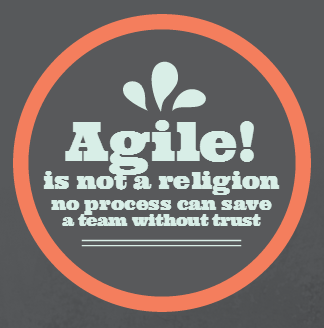 Agile!
is not a religion
no process can save
a team without trust